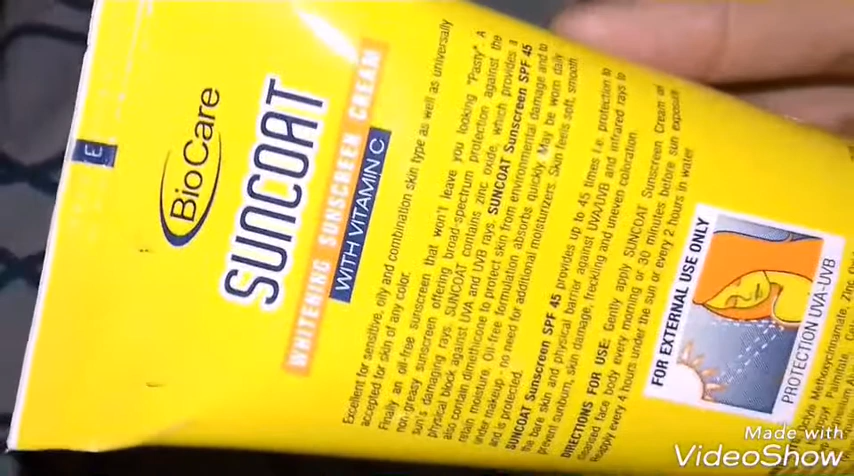 BioCare
SUNCOAT
WHITENING SUNSCREEN CREAM
WITH VITAMIN C
Excellent for sensitive, oily and combination skin type as well as universally
accepted for skin of any color.
Finally an oil-free sunscreen that won't leave you looking "Pasty". A
non greasy sunscreen offering broad-spectrum protection against the
sun's damaging rays. SUNCOAT contains zinc oxide, which provides a
physical block against UVA and UVB rays. SUNCOAT Sunscreen SPF 45
also contain dimethicone to protect skin from environmental damage and to
retain moisture. Oil-free formulation absorbs quickly. May be worn daily
under makeup - no need for additional moisturizers. Skin feels soft, smooth
and is protected.
SUNCOAT Sunscreen SPF 45 provides up to 45 times i.e. protection to
the bare skin and physical barrier against UVA/UVB and infrared rays to
prevent sunburn, skin damage, freckling and uneven coloration.
DIRECTIONS FOR USE: Gently apply SUNCOAT Sunscreen Cream on
cleansed face body every morning or 30 minutes before sun exposure.
Reapply every 4 hours under the sun or every 2 hours in water
FOR EXTERNAL USE ONLY
PROTECTION UVA-UVB
Methoxycinnamate, Zinc
Palmitate,
Made with
VideoShow